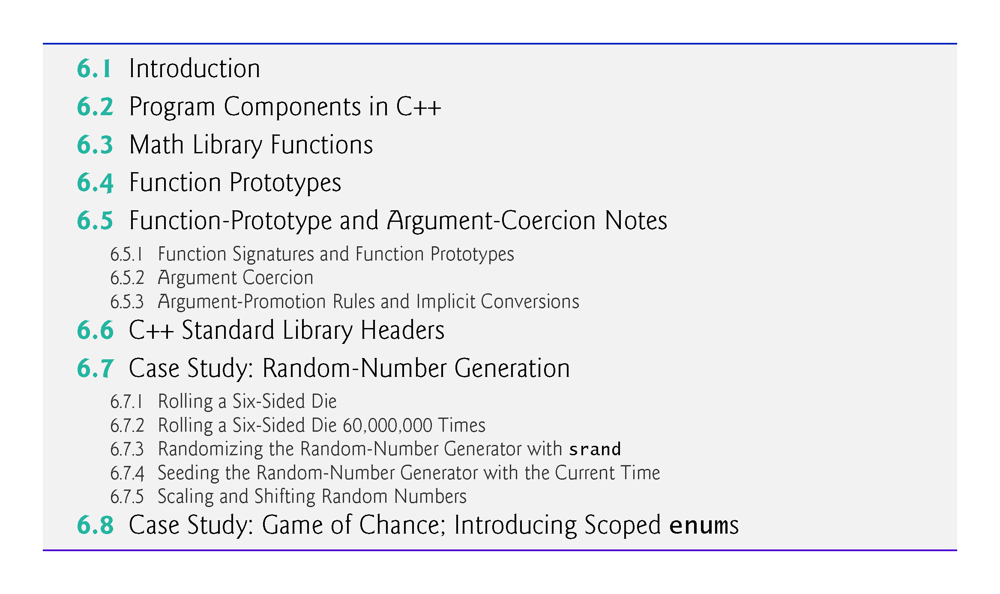 6.1 Introduction
6.2 Program Components in C++
6.3 Math Library Functions
6.4 Function Prototypes
6.5 Function-Prototype and Argument-Coercion Notes
6.5.1 Function Signatures and Function Prototypes
6.5.2 Argument Coercion
6.5.3 Argument-Promotion Rules and Implicit Conversions
6.6 C++ Standard Library Headers
6.7 Case Study: Random-Number Generation
6.7.1 Rolling a Six-Sided Die
6.7.2 Rolling a Six-Sided Die 60,000,000 Times
6.7.3 Randomizing the Random-Number Generator with srand
6.7.4 Seeding the Random-Number Generator with the Current Time
6.7.5 Scaling and Shifting Random Numbers
6.8 Case Study: Game of Chance; Introducing Scoped enums